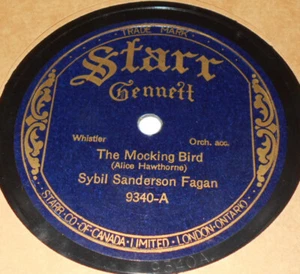 TRADE MARK
Starr
Gennett
Whistler Orch. acc.
The Mocking Bird
(Alice Hawthorne)
Sybil Sanderson Fagan
9340-A
STARR·CO·OF·CANADA·LIMITED·LONDON·ONTARIO·
9340A